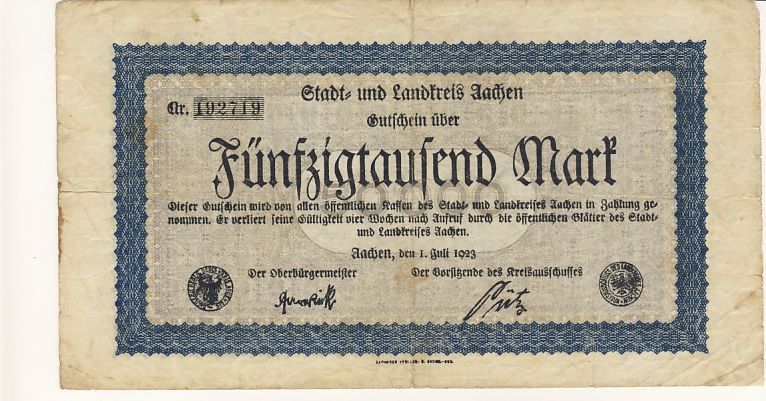 Stadt- und Landkreis Aachen
Nr. 192719
Gutschein über
Fünfzigtausend Mark
Dieser Gutschein wird von allen öffentlichen Kassen des Stadt- und Landkreises Aachen in Zahlung ge-
nommen. Er verliert seine Gültigkeit vier Wochen nach Aufruf durch die öffentlichen Blätter des Stadt-
und Landkreises Aachen.
Aachen, den 1. Juli 1923
Der Oberbürgermeister Der Vorsitzende des Kreisausschusses